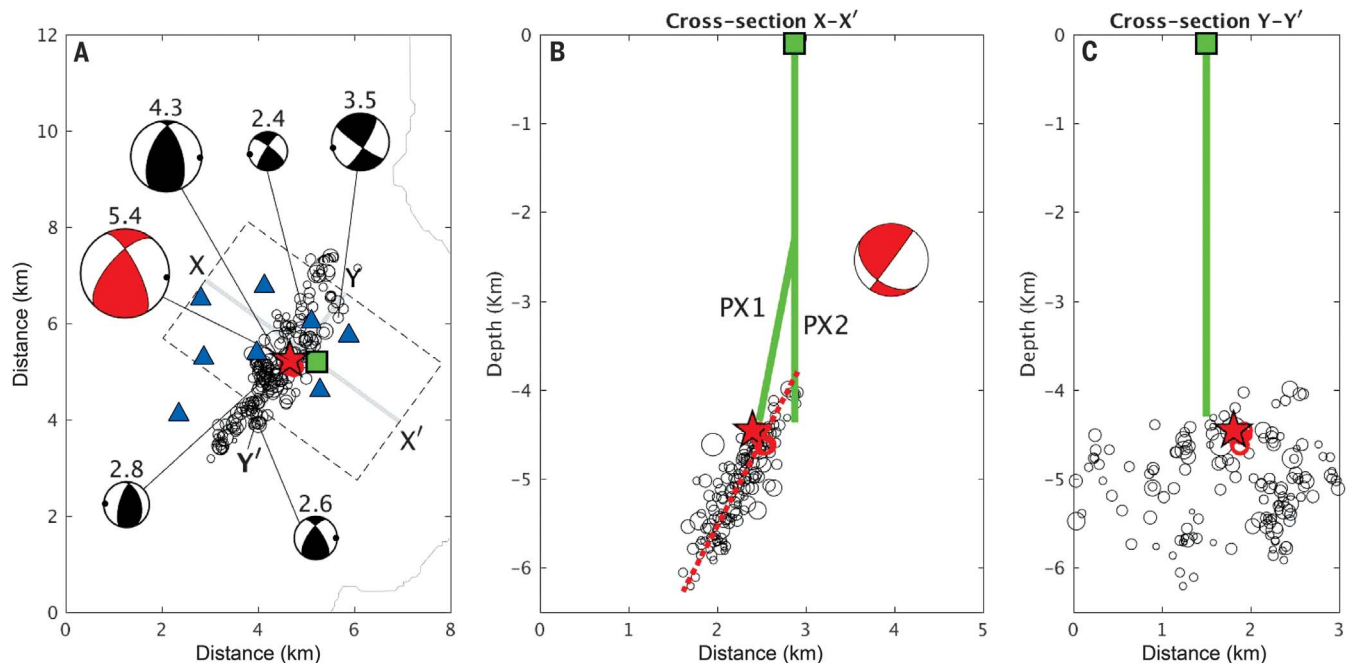 Cross-section X-X′
Cross-section Y-Y′
A
B
C
12
10
8
6
4
2
0
Distance (km)
4.3
2.4
3.5
5.4
X
Y
Y′
X′
2.8
2.6
0
2
4
6
8
Distance (km)
0
-1
-2
-3
-4
-5
-6
Depth (Km)
PX1
PX2
0
1
2
3
4
5
Distance (km)
0
-1
-2
-3
-4
-5
-6
Depth (Km)
0
1
2
3
Distance (km)